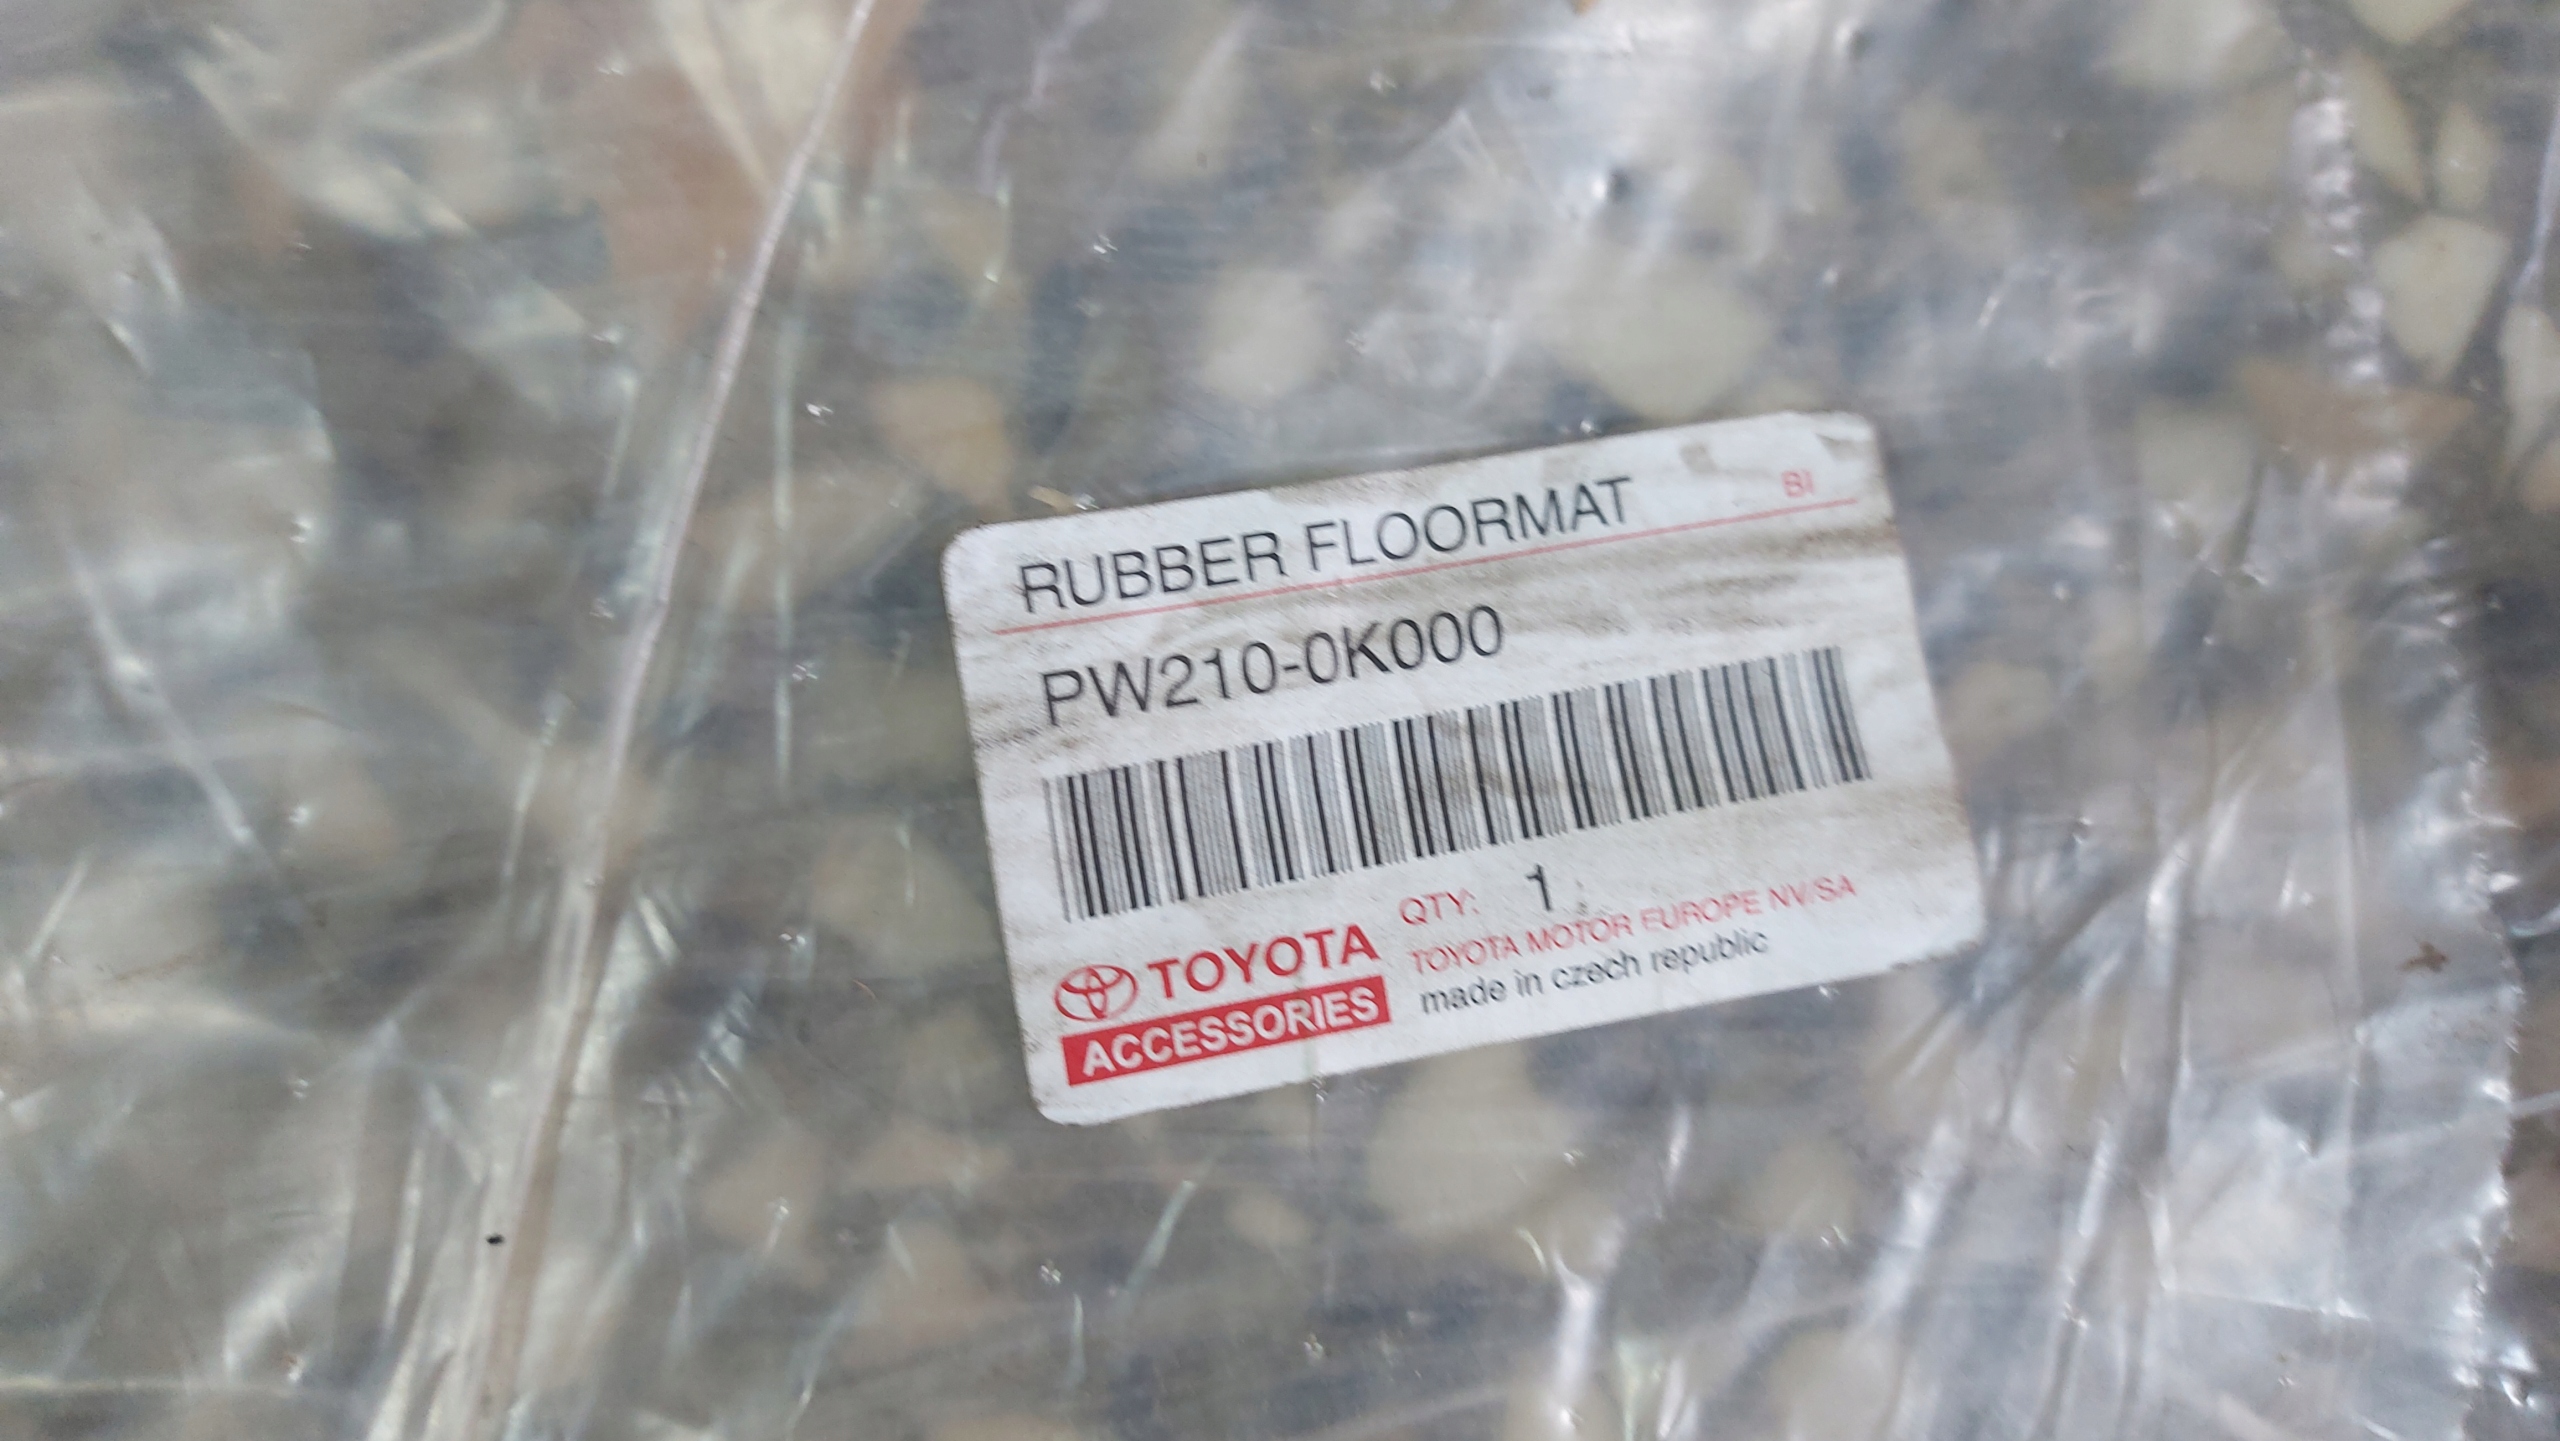 RUBBER FLOORMAT BI
PW210-0K000
QTY: 1
TOYOTA TOYOTA MOTOR EUROPE NV/SA
ACCESSORIES made in czech republic